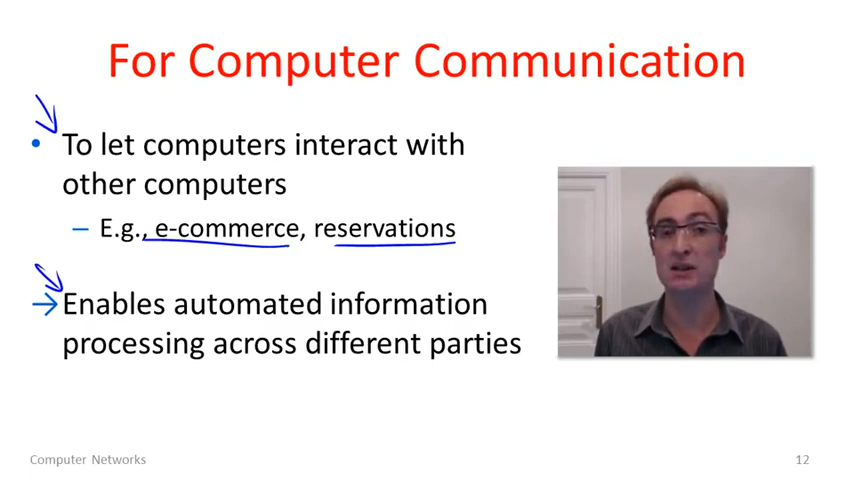 For Computer Communication
• To let computers interact with
other computers
– E.g., e-commerce, reservations
→ Enables automated information
processing across different parties
Computer Networks
12